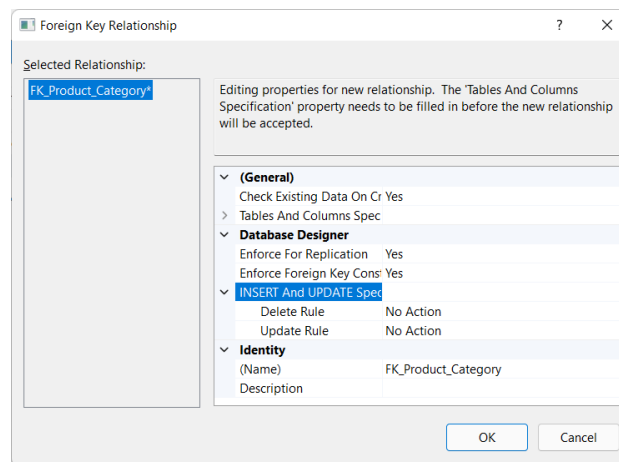 Foreign Key Relationship
Selected Relationship:
FK_Product_Category*
Editing properties for new relationship. The 'Tables And Columns
Specification' property needs to be filled in before the new relationship
will be accepted.
(General)
Check Existing Data On Cr Yes
Tables And Columns Spec
Database Designer
Enforce For Replication Yes
Enforce Foreign Key Const Yes
INSERT And UPDATE Spec
Delete Rule No Action
Update Rule No Action
Identity
(Name) FK_Product_Category
Description
OK Cancel